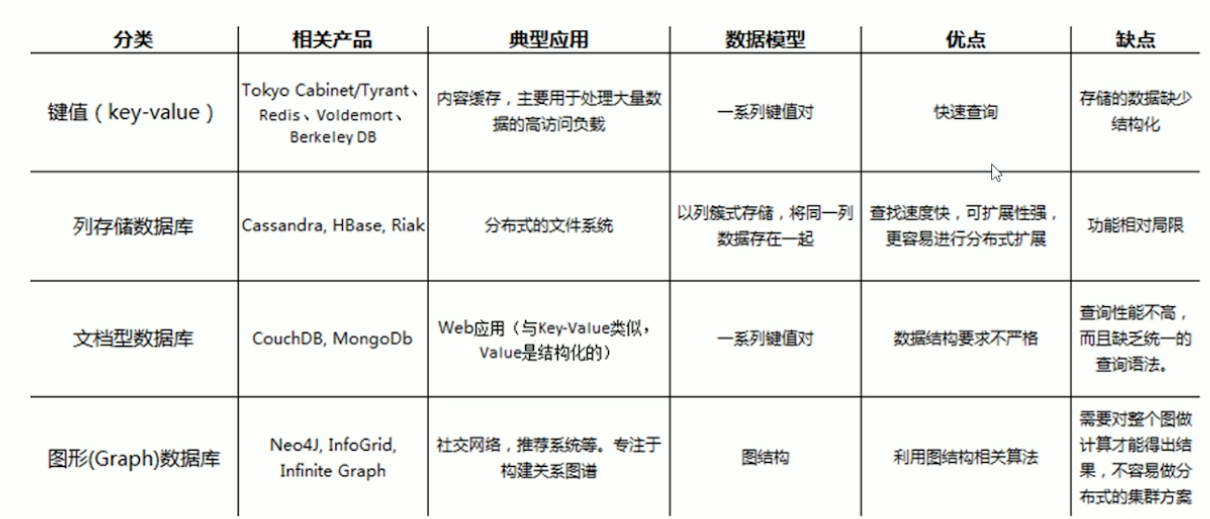 分类 相关产品 典型应用 数据模型 优点 缺点
键值（key-value）
Tokyo Cabinet/Tyrant、
Redis、Voldemort、
Berkeley DB
内容缓存，主要用于处理大量数
据的高访问负载
一系列键值对
快速查询
存储的数据缺少
结构化
列存储数据库
Cassandra, HBase, Riak
分布式的文件系统
以列簇式存储，将同一列
数据存在一起
查找速度快，可扩展性强，
更容易进行分布式扩展
功能相对局限
文档型数据库
CouchDB, MongoDb
Web应用（与Key-Value类似，
Value是结构化的）
一系列键值对
数据结构要求不严格
查询性能不高，
而且缺乏统一的
查询语法。
图形(Graph)数据库
Neo4J, InfoGrid,
Infinite Graph
社交网络，推荐系统等。专注于
构建关系图谱
图结构
利用图结构相关算法
需要对整个图做
计算才能得出结
果，不容易做分
布式的集群方案